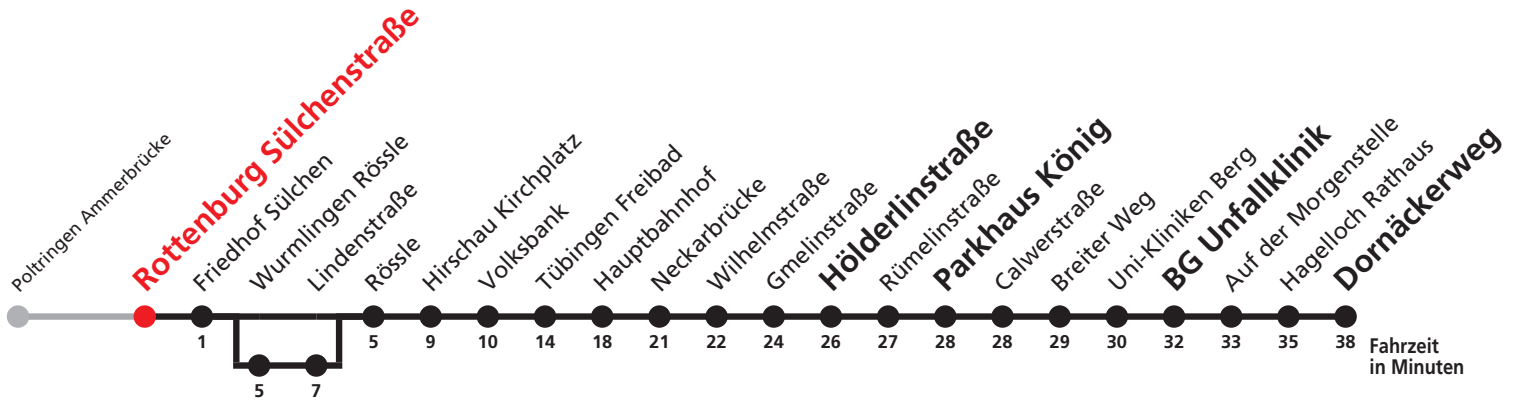 Poltringen Ammerbrücke
Rottenburg Sülchenstraße
Friedhof Sülchen
Wurmlingen Rössle
Lindenstraße
Rössle
Hirschau Kirchplatz
Volksbank
Tübingen Freibad
Hauptbahnhof
Neckarbrücke
Wilhelmstraße
Gmelinstraße
Hölderlinstraße
Rümelinstraße
Parkhaus König
Calwerstraße
Breiter Weg
Uni-Kliniken Berg
BG Unfallklinik
Auf der Morgenstelle
Hagelloch Rathaus
Dornäckerweg
1 5 9 10 14 18 21 22 24 26 27 28 28 29 30 32 33 35 38
Fahrzeit
in Minuten
5 7